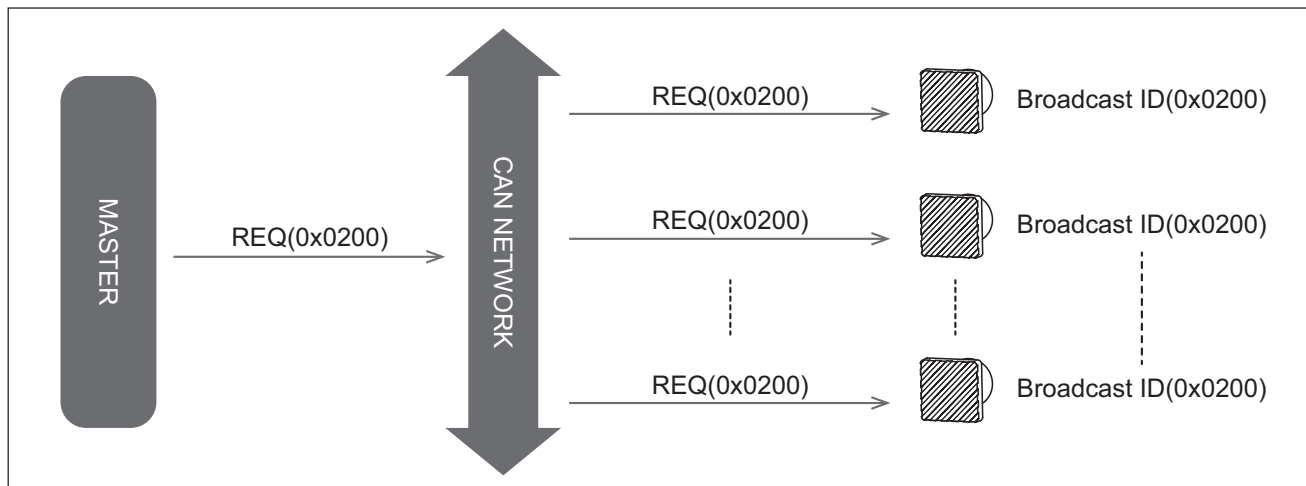 MASTER
REQ(0x0200)
CAN NETWORK
REQ(0x0200)
Broadcast ID(0x0200)
REQ(0x0200)
Broadcast ID(0x0200)
REQ(0x0200)
Broadcast ID(0x0200)